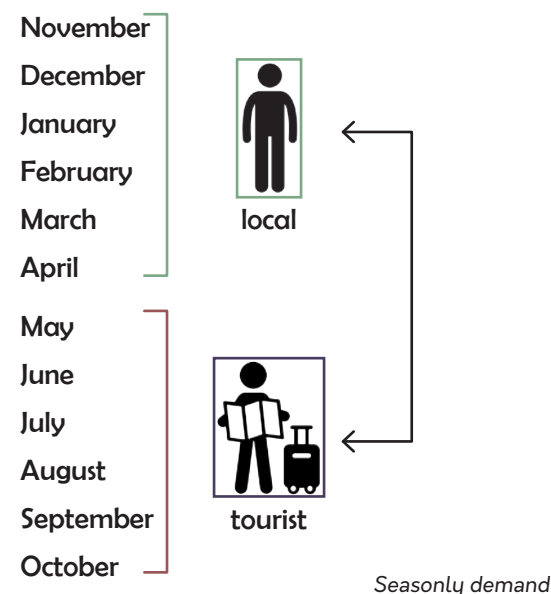 November
December
January
February
March
April
local
May
June
July
August
September
October
tourist
Seasonly demand